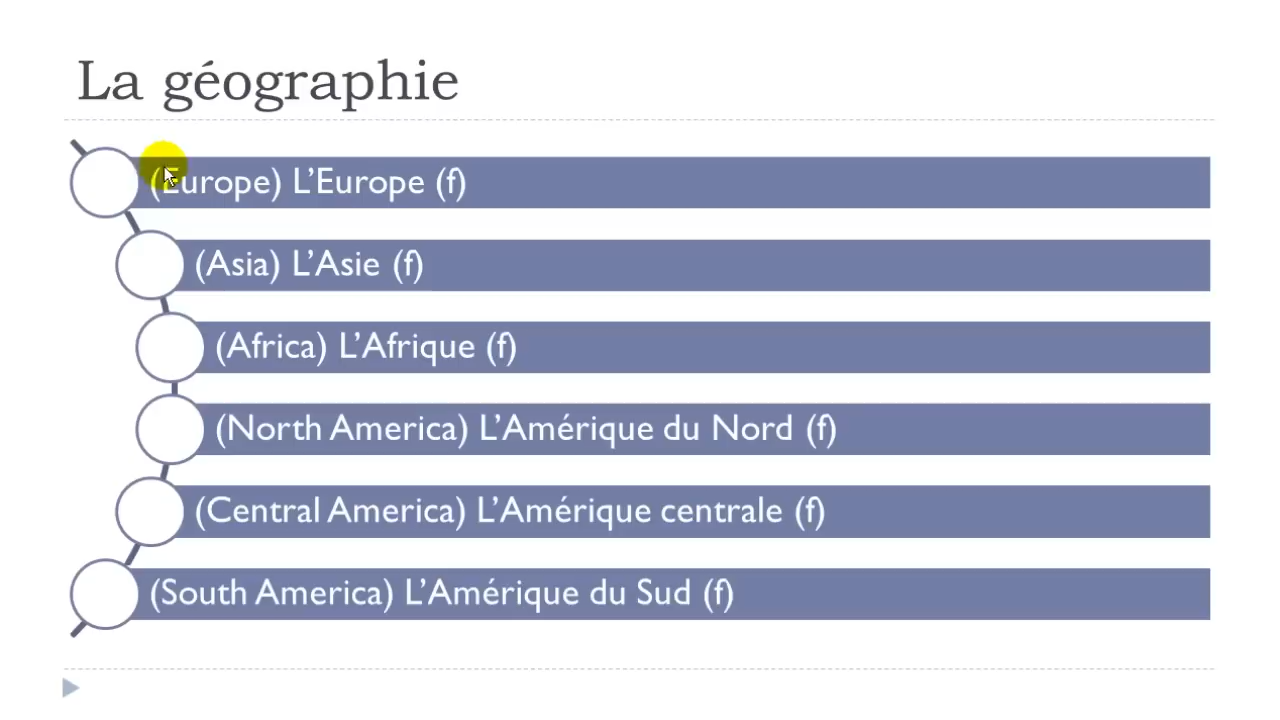 La géographie
(Europe) L’Europe (f)
(Asia) L’Asie (f)
(Africa) L’Afrique (f)
(North America) L’Amérique du Nord (f)
(Central America) L’Amérique centrale (f)
(South America) L’Amérique du Sud (f)